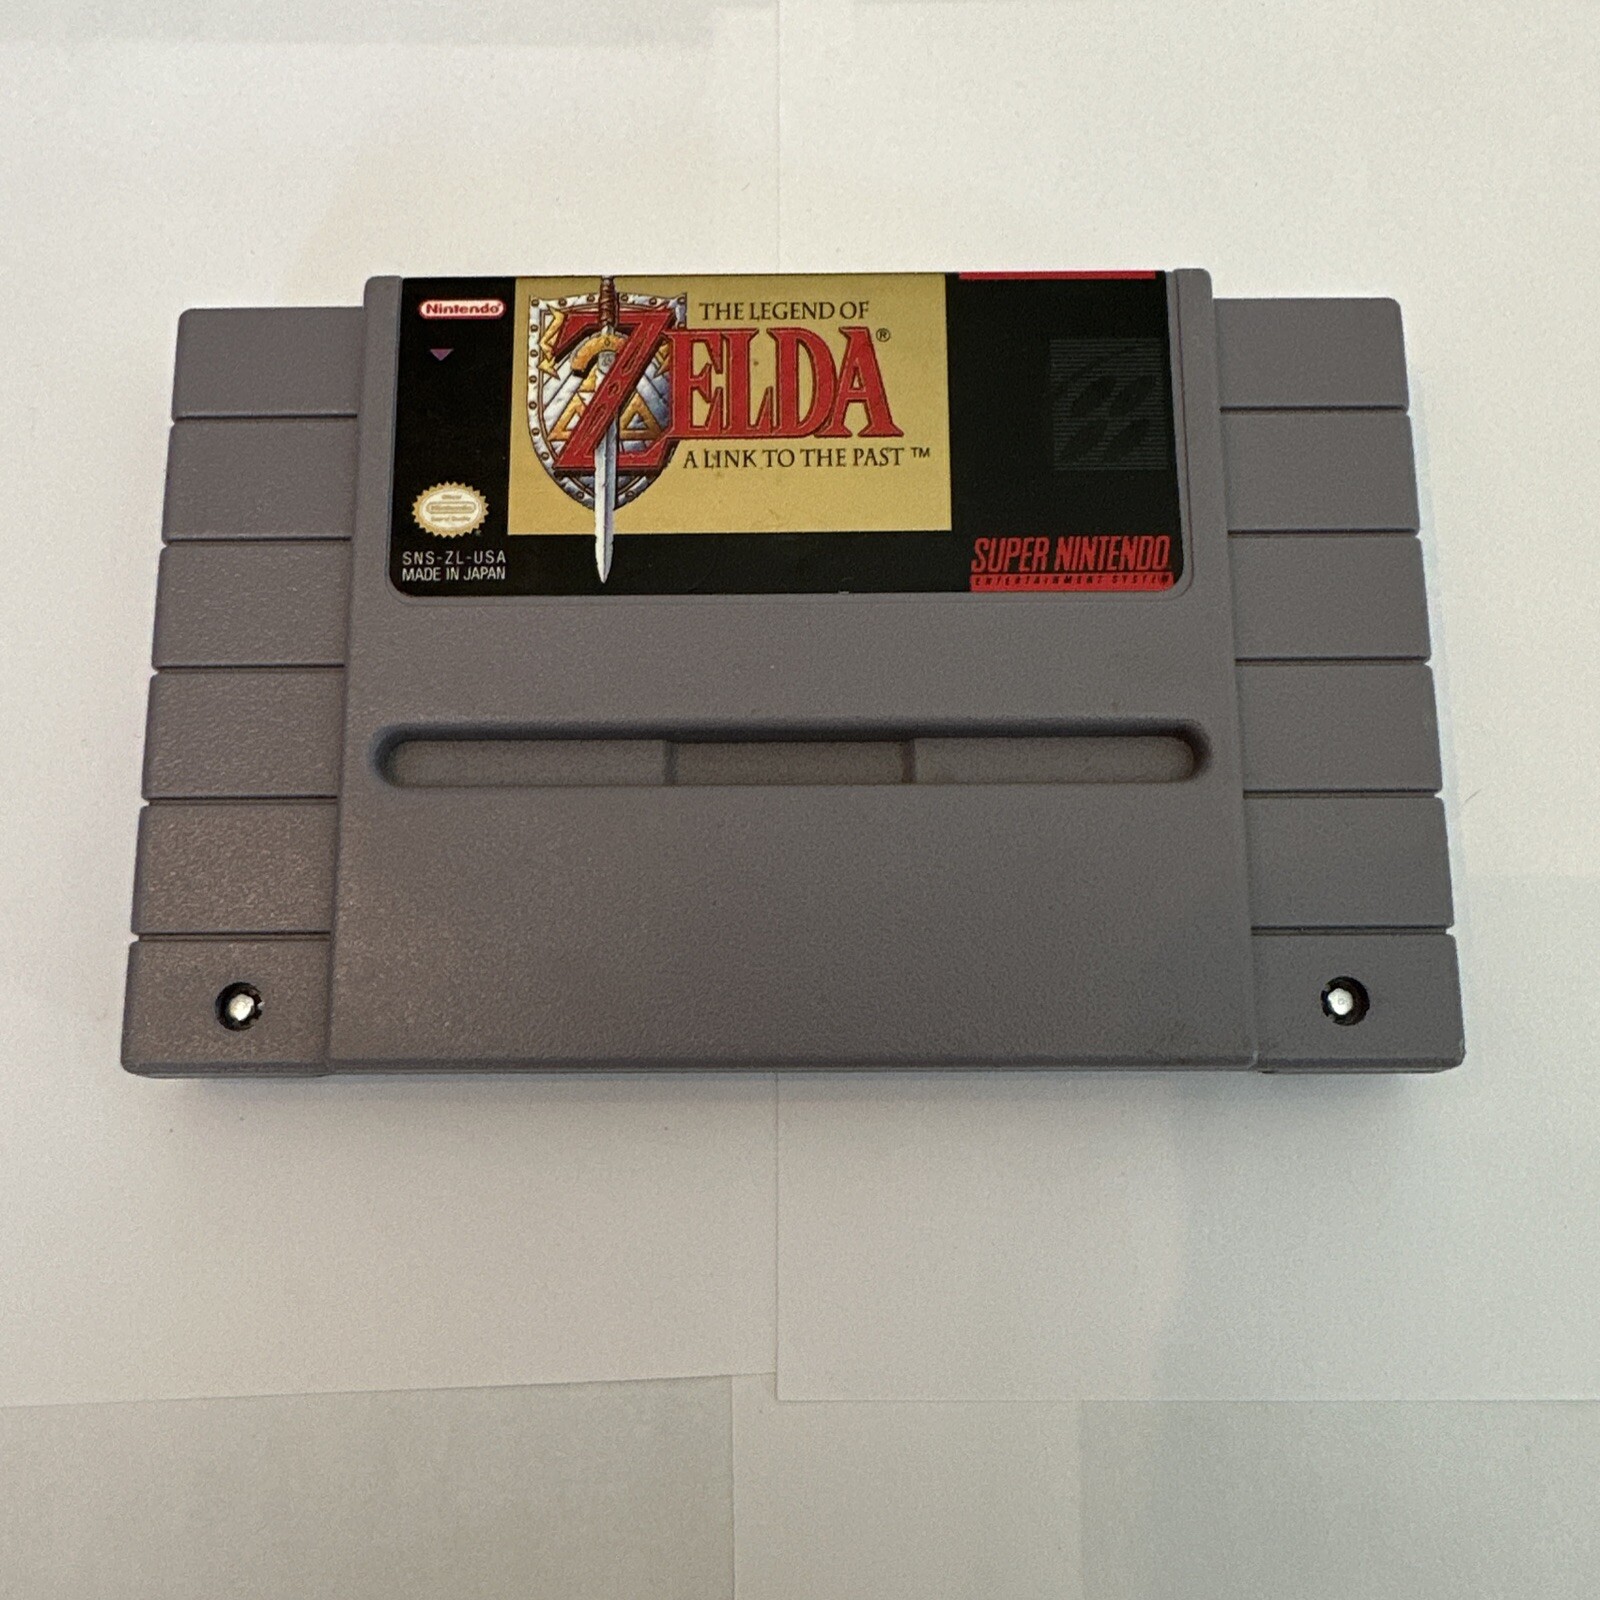 Nintendo®
THE LEGEND OF
ZELDA®
A LINK TO THE PAST™
Nintendo
SNS-ZL-USA
MADE IN JAPAN
SUPER NINTENDO
ENTERTAINMENT SYSTEM